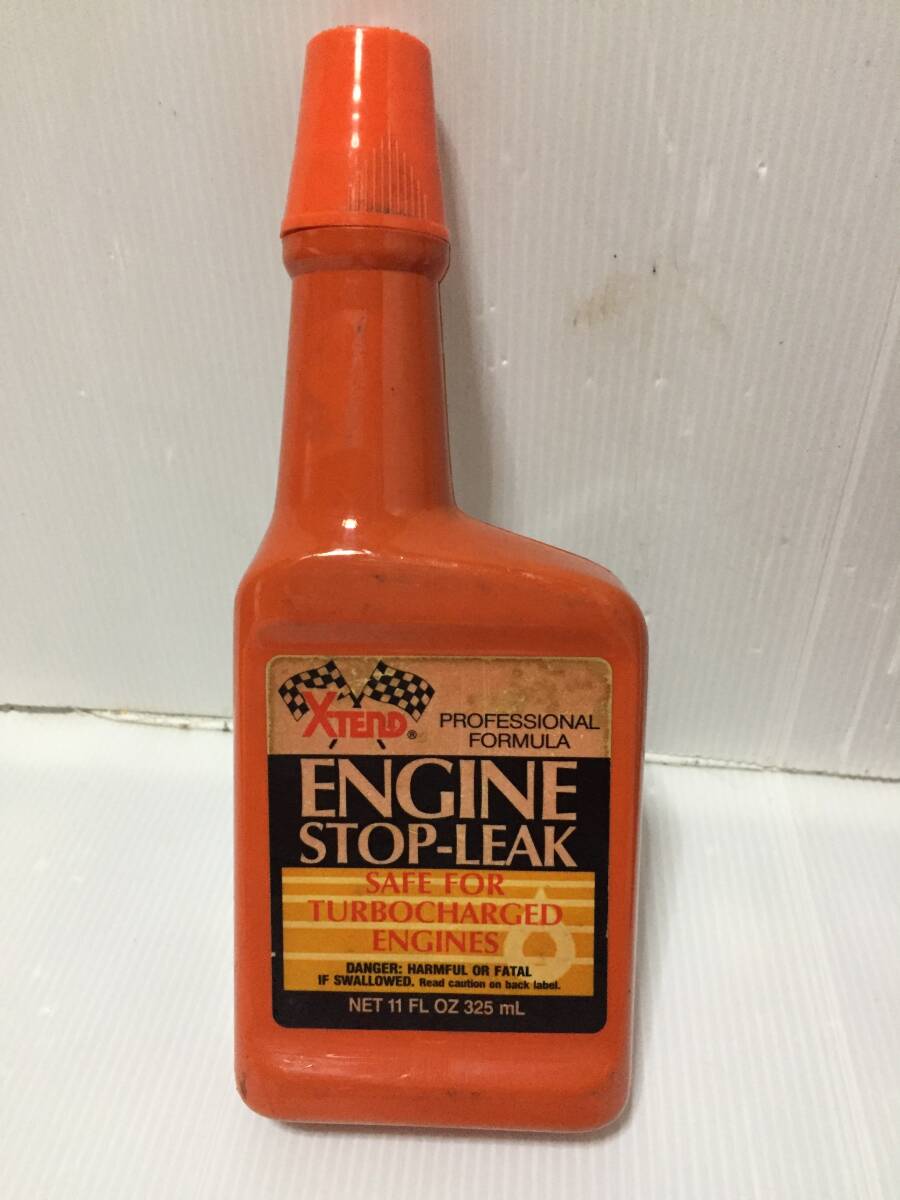 XTEND®
PROFESSIONAL
FORMULA
ENGINE
STOP-LEAK
SAFE FOR
TURBOCHARGED
ENGINES
DANGER: HARMFUL OR FATAL
IF SWALLOWED. Read caution on back label.
NET 11 FL OZ 325 mL